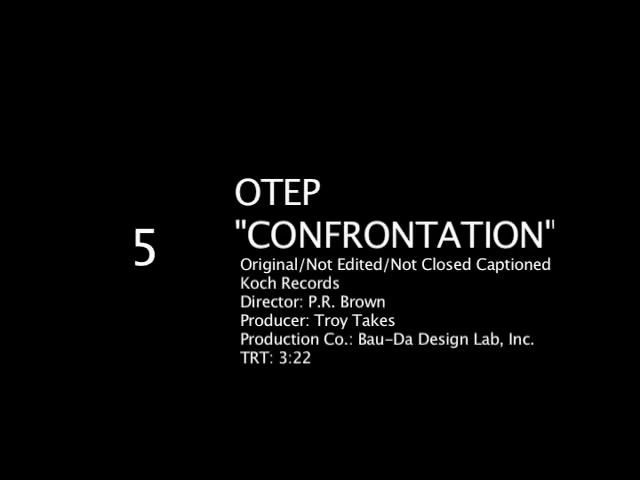 OTEP
"CONFRONTATION"
5
Original/Not Edited/Not Closed Captioned
Koch Records
Director: P.R. Brown
Producer: Troy Takes
Production Co.: Bau-Da Design Lab, Inc.
TRT: 3:22